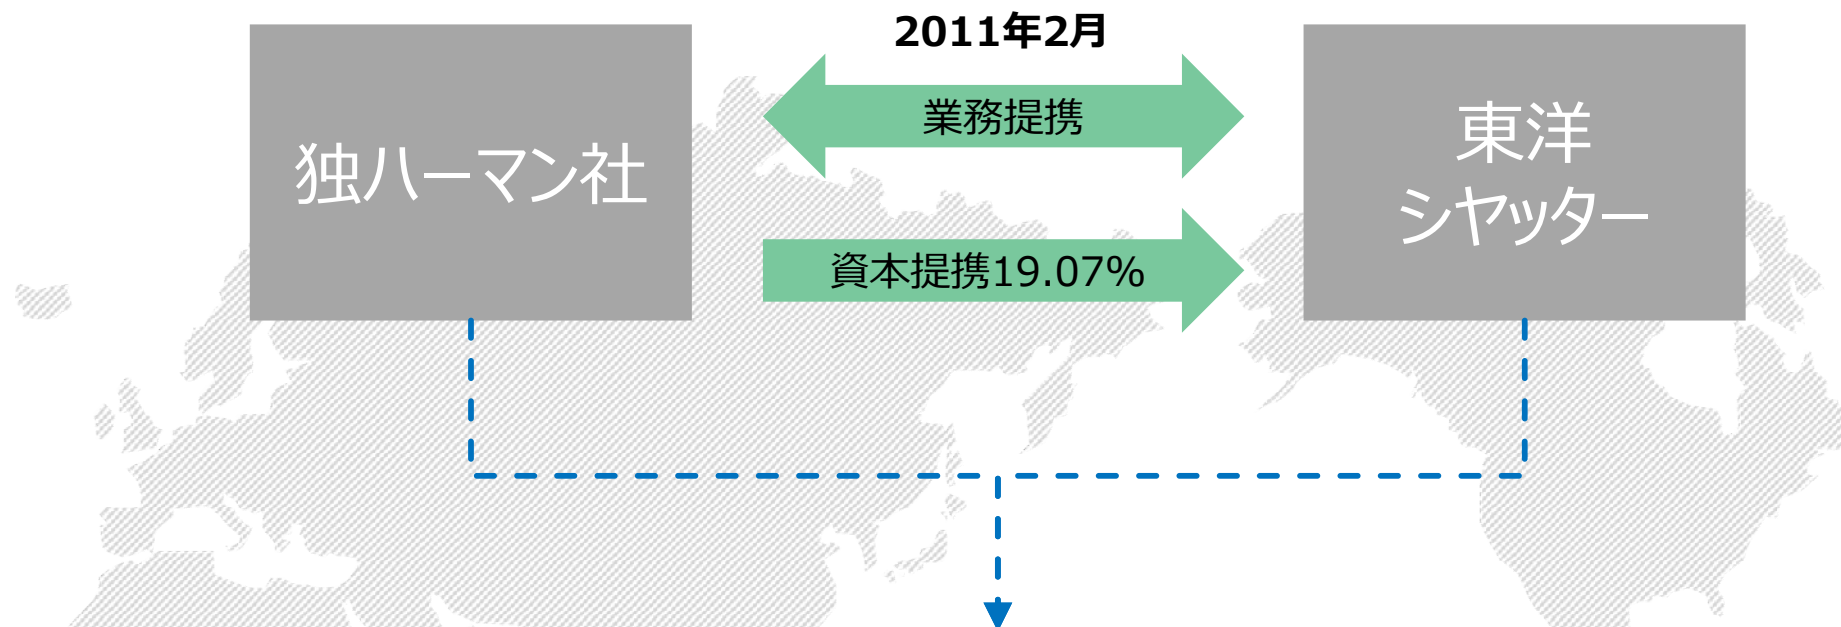 2011年2月
独ハーマン社
業務提携
資本提携19.07%
東洋
シヤッター